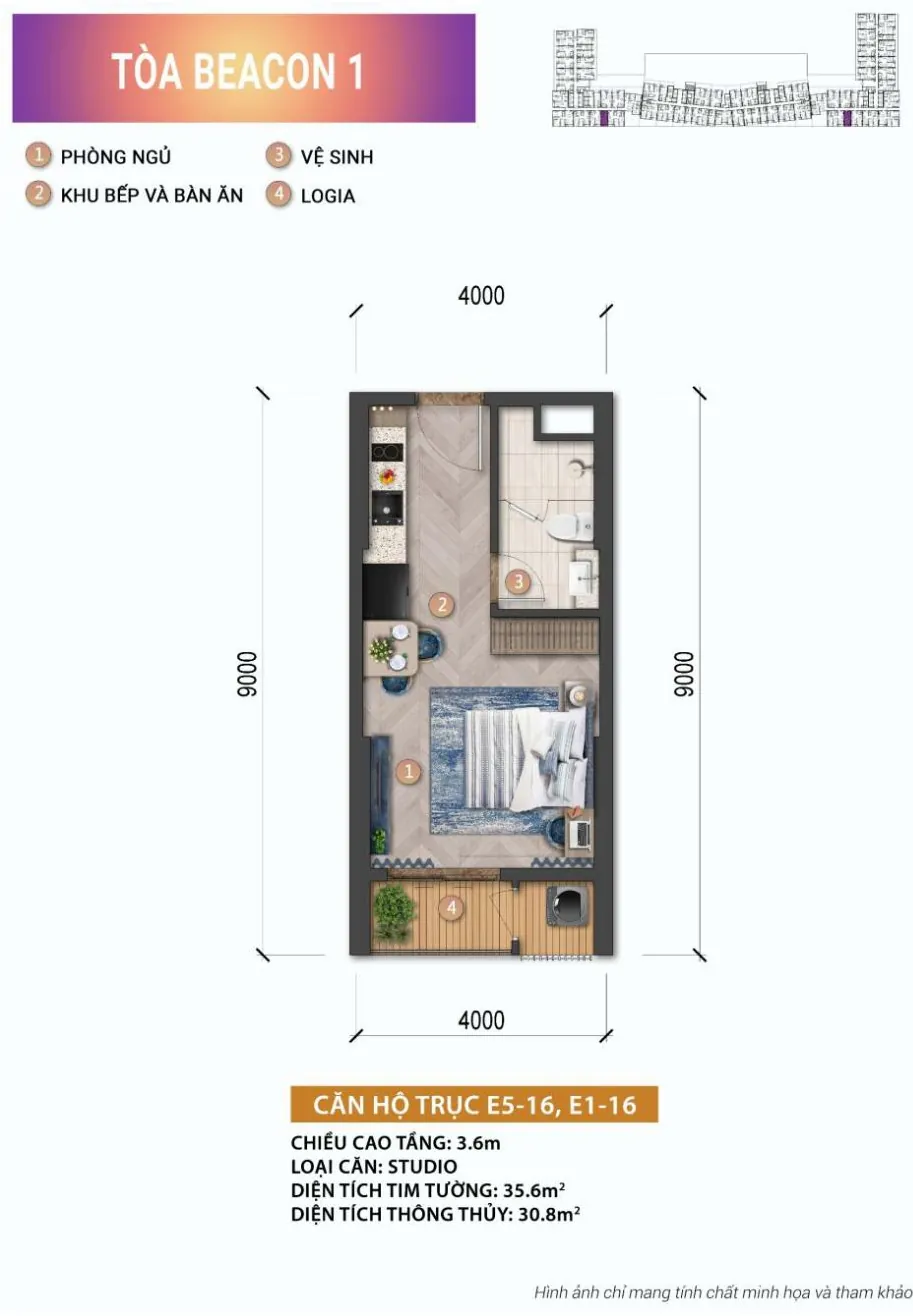 TÒA BEACON 1
1 PHÒNG NGỦ
3 VỆ SINH
2 KHU BẾP VÀ BÀN ĂN
4 LOGIA
4000
3
2
9000
9000
1
4
4000
CĂN HỘ TRỤC E5-16, E1-16
CHIỀU CAO TẦNG: 3.6m
LOẠI CĂN: STUDIO
DIỆN TÍCH TIM TƯỜNG: 35.6m²
DIỆN TÍCH THÔNG THỦY: 30.8m²
Hình ảnh chỉ mang tính chất minh họa và tham khảo